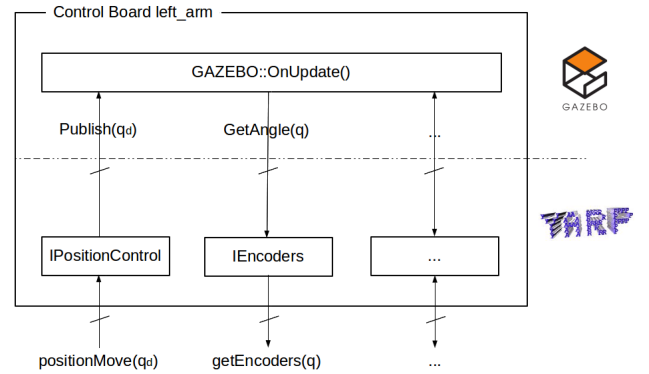 Control Board left_arm
GAZEBO::OnUpdate()
GAZEBO
Publish(qd)
GetAngle(q)
...
YARP
IPositionControl
IEncoders
...
positionMove(qd)
getEncoders(q)
...